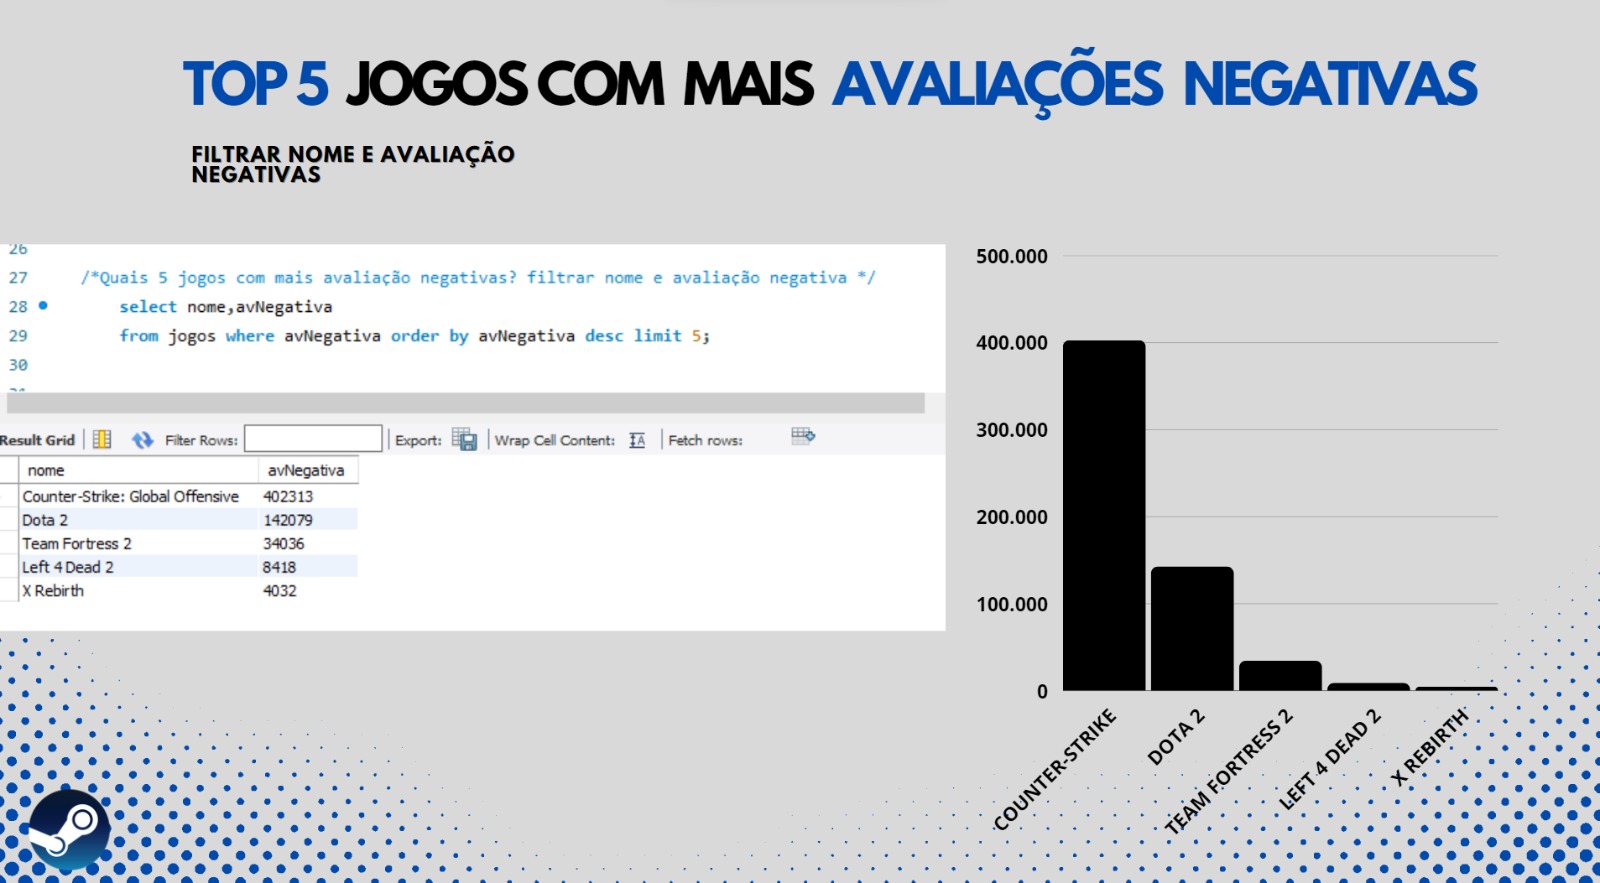 TOP 5 JOGOS COM MAIS AVALIAÇÕES NEGATIVAS
FILTRAR NOME E AVALIAÇÃO
NEGATIVAS
26
27 /*Quais 5 jogos com mais avaliação negativas? filtrar nome e avaliação negativa */
28 select nome,avNegativa
29 from jogos where avNegativa order by avNegativa desc limit 5;
30
Result Grid Filter Rows: Export: Wrap Cell Content: Fetch rows:
nome avNegativa
Counter-Strike: Global Offensive 402313
Dota 2 142079
Team Fortress 2 34036
Left 4 Dead 2 8418
X Rebirth 4032
500.000
400.000
300.000
200.000
100.000
0
COUNTER-STRIKE
DOTA 2
TEAM FORTRESS 2
LEFT 4 DEAD 2
X REBIRTH